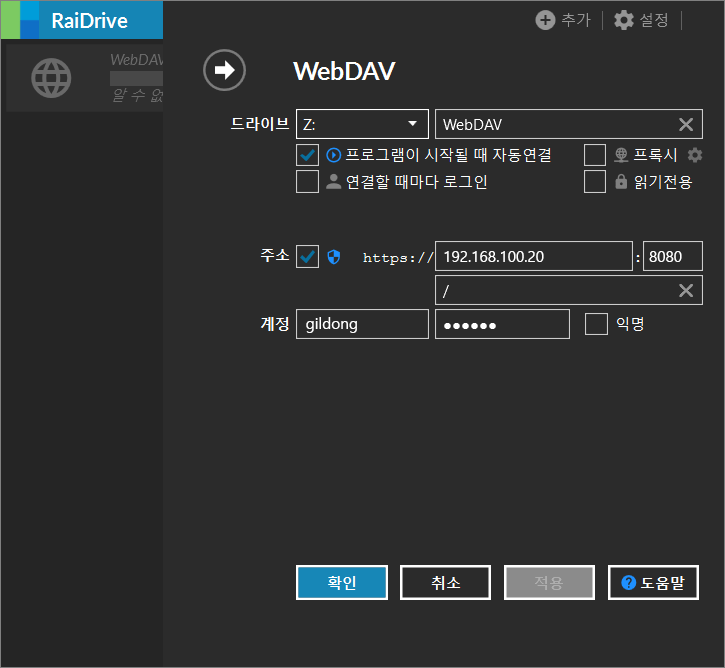 RaiDrive
추가 설정
WebDAV
알 수 없
WebDAV
드라이브 Z: WebDAV
프로그램이 시작될 때 자동연결 프록시
연결할 때마다 로그인 읽기전용
주소 https:// 192.168.100.20 : 8080
/
계정 gildong ●●●●●● 익명
확인 취소 적용 ? 도움말